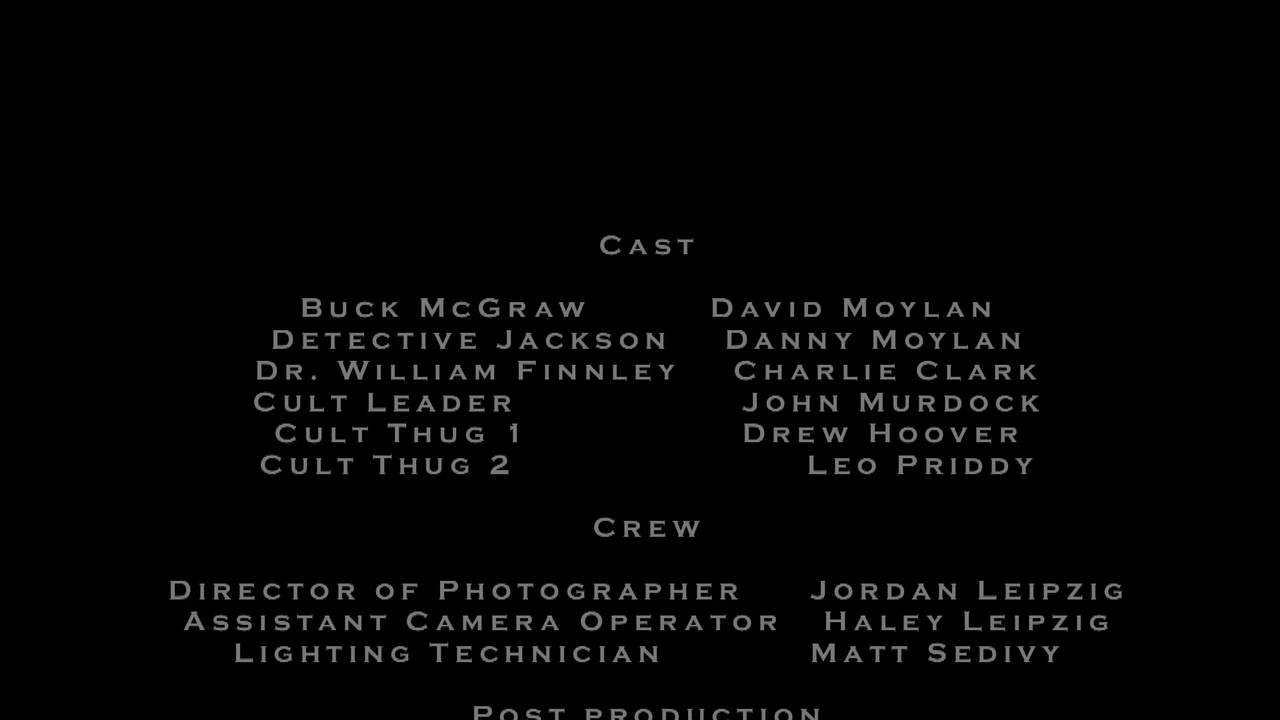 Cast
Buck McGraw David Moylan
Detective Jackson Danny Moylan
Dr. William Finnley Charlie Clark
Cult Leader John Murdock
Cult Thug 1 Drew Hoover
Cult Thug 2 Leo Priddy
Crew
Director of Photographer Jordan Leipzig
Assistant Camera Operator Haley Leipzig
Lighting Technician Matt Sedivy
Post production